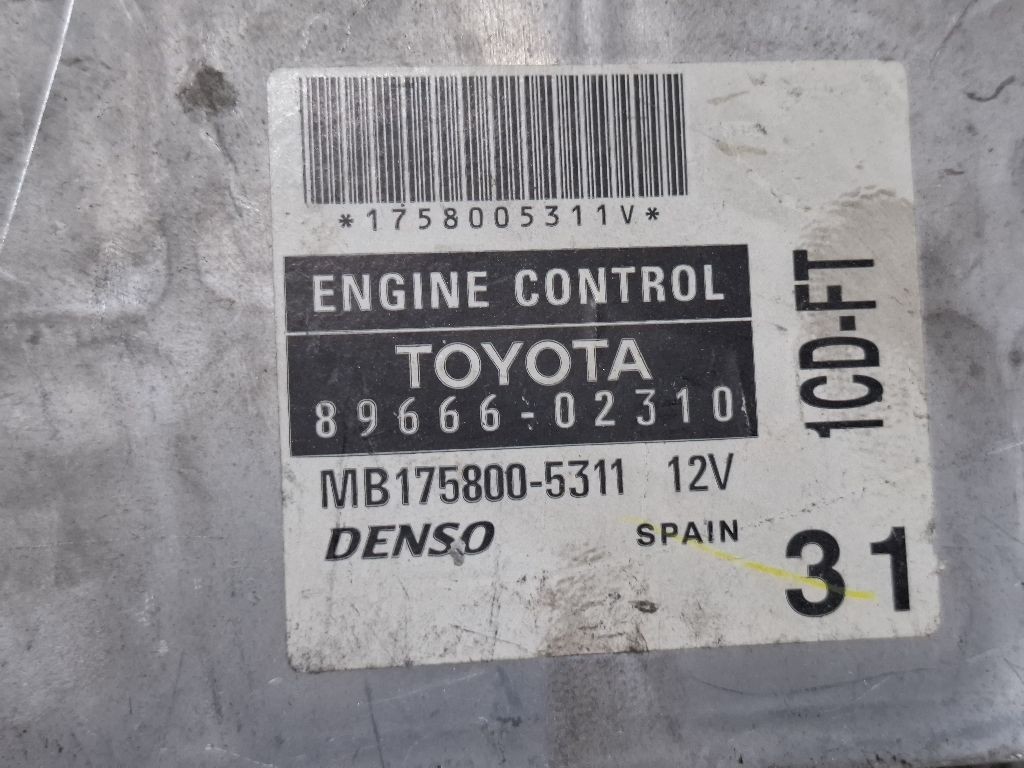 *1758005311V*
ENGINE CONTROL
TOYOTA
89666-02310
MB175800-5311 12V
DENSO SPAIN
31
1CD-FT